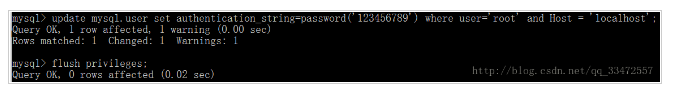 mysql> update mysql.user set authentication_string=password('123456789') where user='root' and Host = 'localhost';
Query OK, 1 row affected, 1 warning (0.00 sec)
Rows matched: 1  Changed: 1  Warnings: 1
mysql> flush privileges;
Query OK, 0 rows affected (0.02 sec)
http://blog.csdn.net/qq_33472557